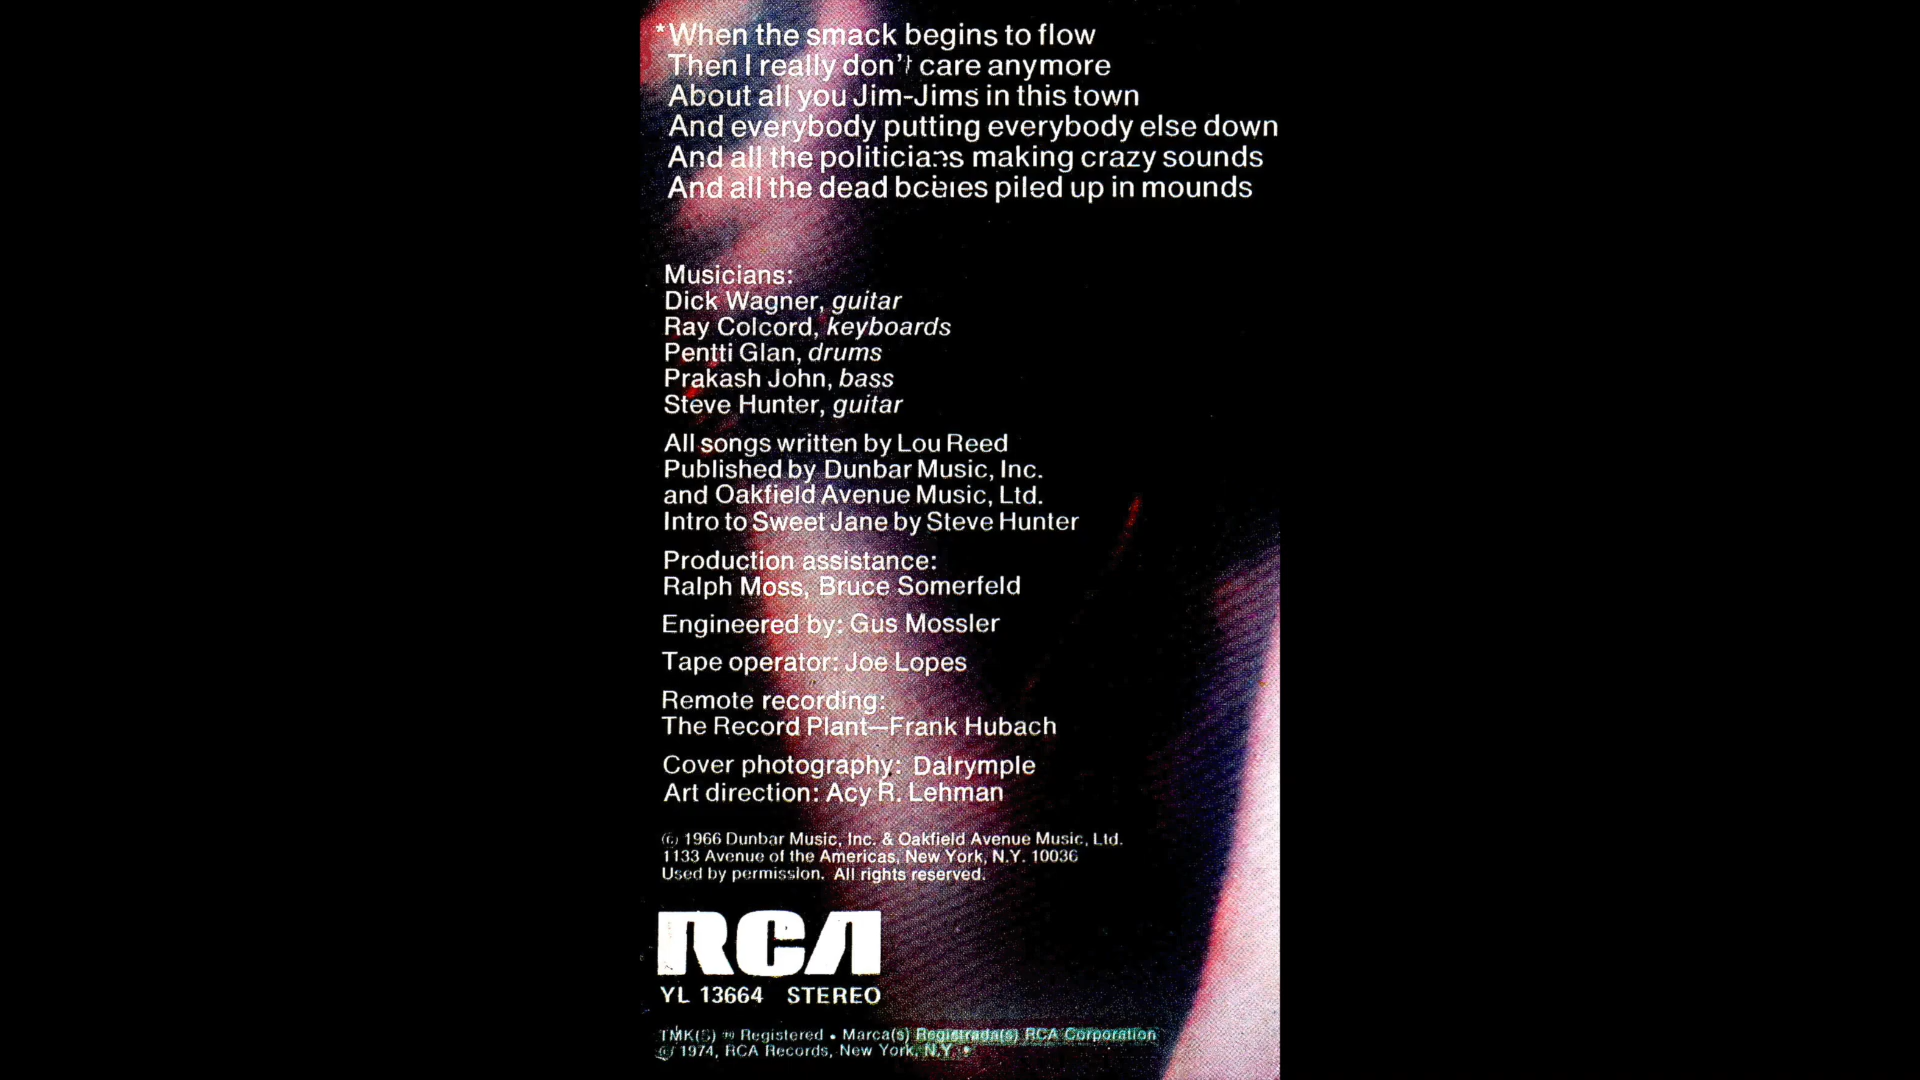 *When the smack begins to flow
Then I really don't care anymore
About all you Jim-Jims in this town
And everybody putting everybody else down
And all the politicians making crazy sounds
And all the dead bodies piled up in mounds
Musicians:
Dick Wagner, guitar
Ray Colcord, keyboards
Pentti Glan, drums
Prakash John, bass
Steve Hunter, guitar
All songs written by Lou Reed
Published by Dunbar Music, Inc.
and Oakfield Avenue Music, Ltd.
Intro to Sweet Jane by Steve Hunter
Production assistance:
Ralph Moss, Bruce Somerfeld
Engineered by: Gus Mossler
Tape operator: Joe Lopes
Remote recording:
The Record Plant—Frank Hubach
Cover photography: Dalrymple
Art direction: Acy R. Lehman
© 1966 Dunbar Music, Inc. & Oakfield Avenue Music, Ltd.
1133 Avenue of the Americas, New York, N.Y. 10036
Used by permission. All rights reserved.
RCA
YL 13664 STEREO
TMK(S) ® Registered • Marca(s) Registrada(s) RCA Corporation
© 1974, RCA Records, New York, N.Y.